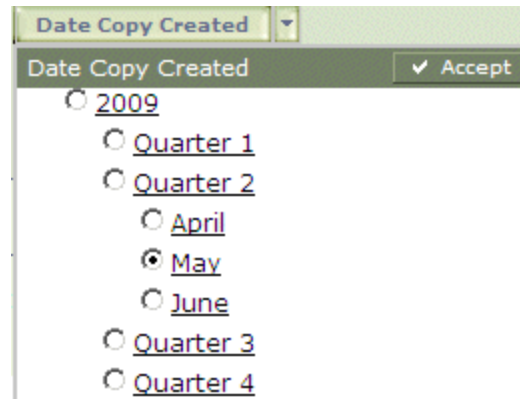 Date Copy Created
Date Copy Created Accept
2009
Quarter 1
Quarter 2
April
May
June
Quarter 3
Quarter 4